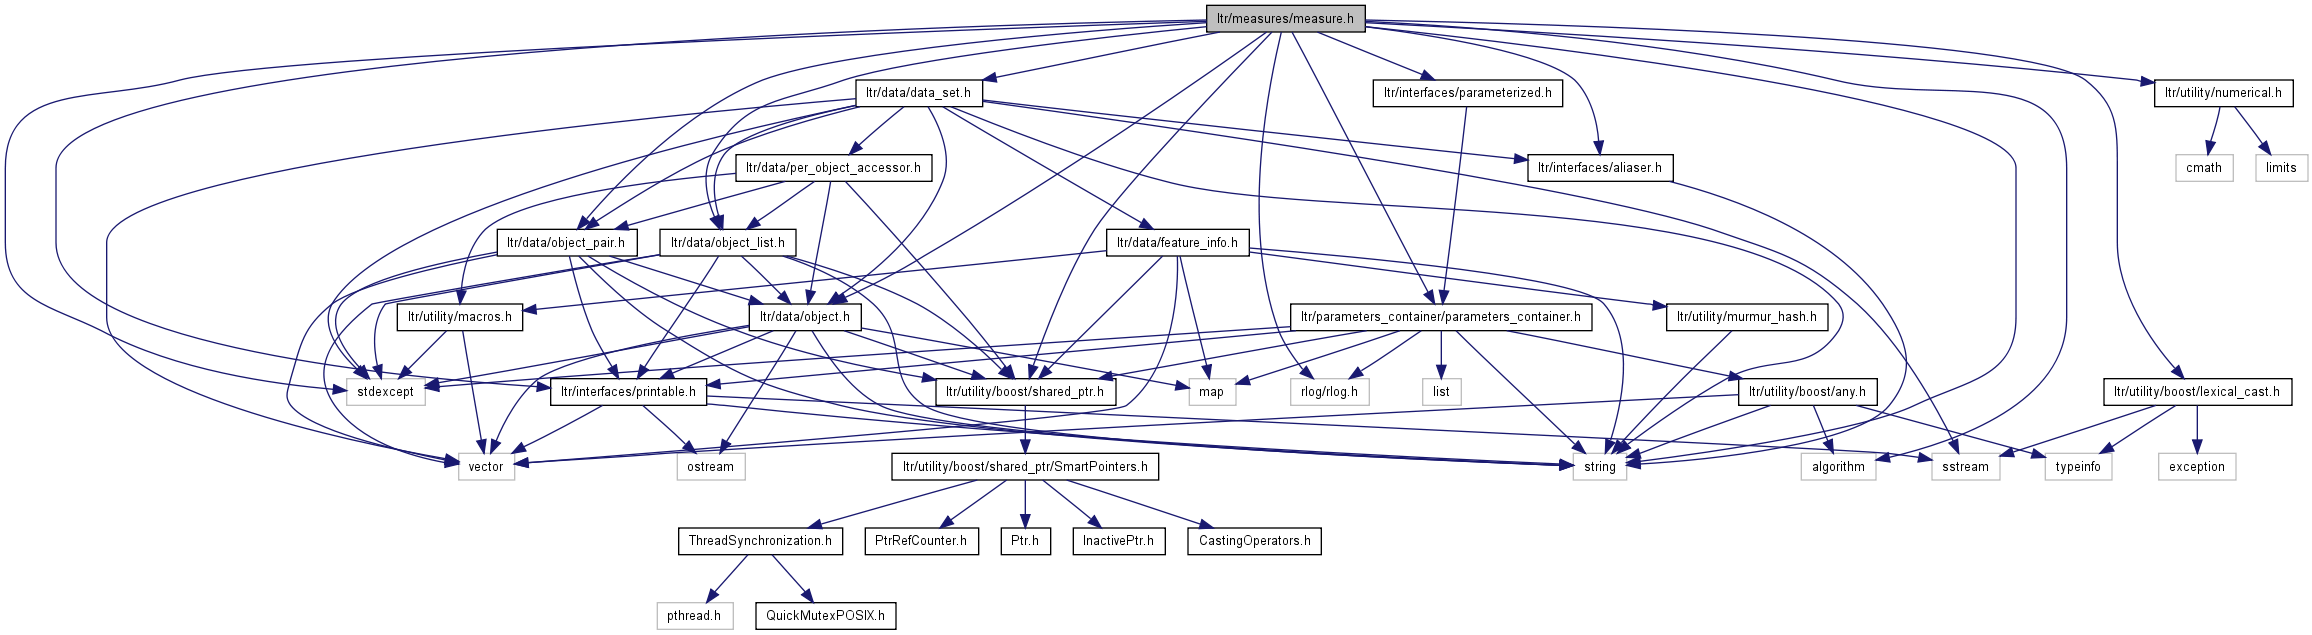 ltr/measures/measure.h
ltr/data/data_set.h
ltr/interfaces/parameterized.h
ltr/utility/numerical.h
ltr/data/per_object_accessor.h
ltr/interfaces/aliaser.h
cmath
limits
ltr/data/object_pair.h
ltr/data/object_list.h
ltr/data/feature_info.h
ltr/utility/macros.h
ltr/data/object.h
ltr/parameters_container/parameters_container.h
ltr/utility/murmur_hash.h
stdexcept
ltr/interfaces/printable.h
ltr/utility/boost/shared_ptr.h
map
rlog/rlog.h
list
ltr/utility/boost/any.h
ltr/utility/boost/lexical_cast.h
vector
ostream
ltr/utility/boost/shared_ptr/SmartPointers.h
string
algorithm
sstream
typeinfo
exception
ThreadSynchronization.h
PtrRefCounter.h
Ptr.h
InactivePtr.h
CastingOperators.h
pthread.h
QuickMutexPOSIX.h